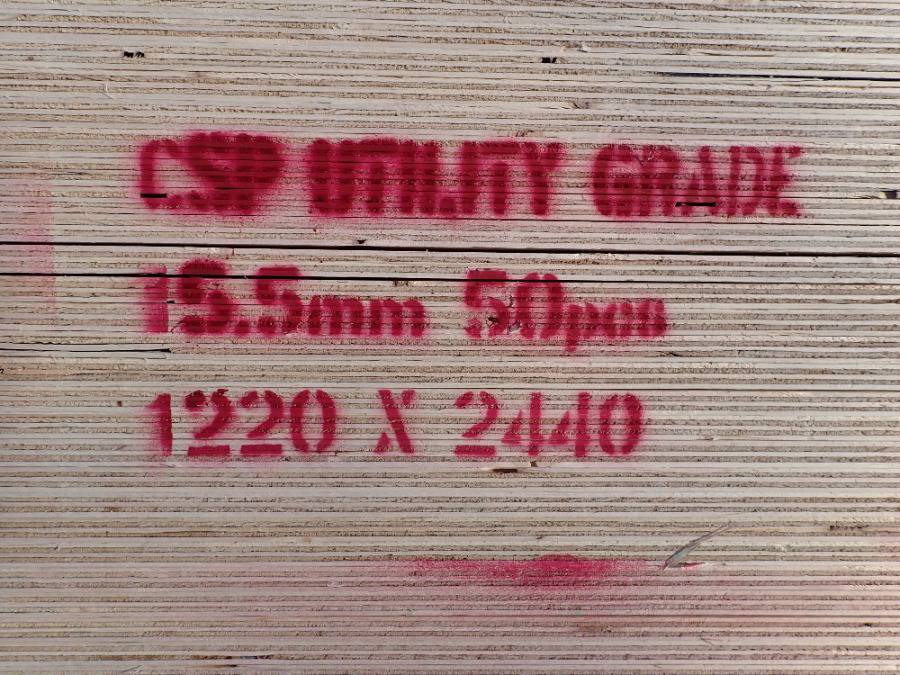 CSP UTILITY GRADE
15.5mm 50pcs
1220 X 2440